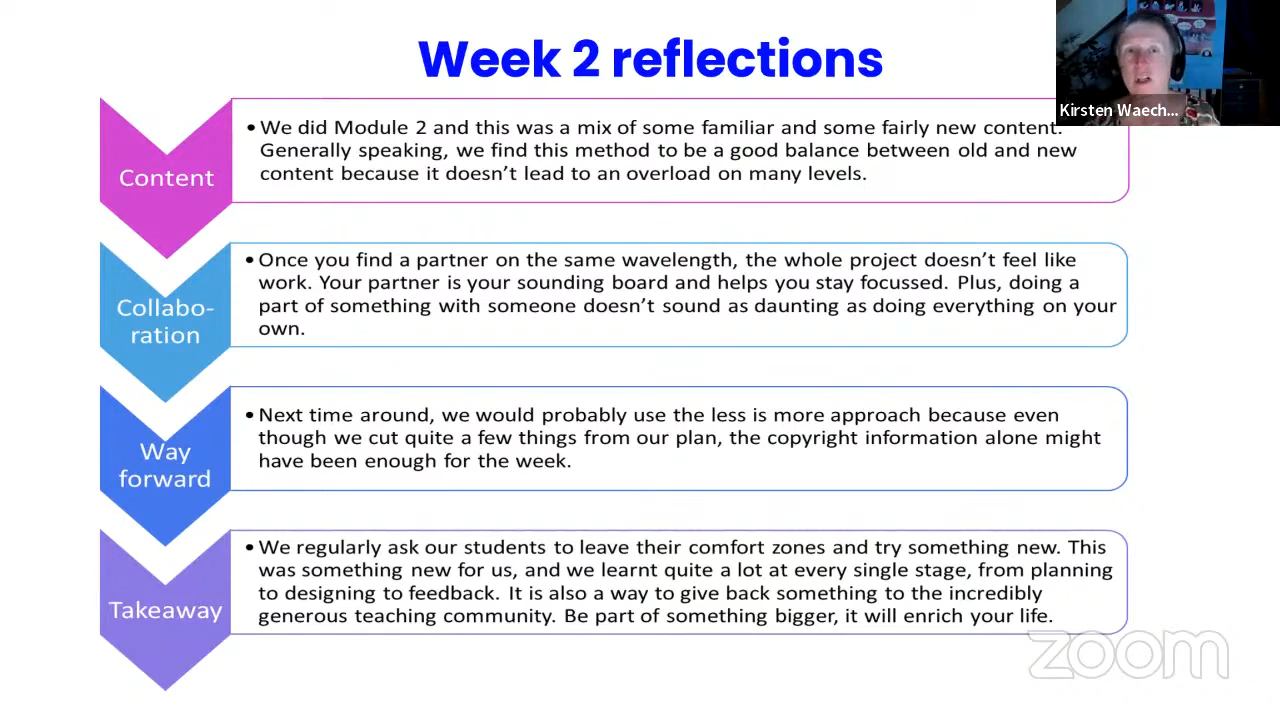 Week 2 reflections
Kirsten Waech...
Content
• We did Module 2 and this was a mix of some familiar and some fairly new content.
Generally speaking, we find this method to be a good balance between old and new
content because it doesn't lead to an overload on many levels.
Collabo-
ration
• Once you find a partner on the same wavelength, the whole project doesn't feel like
work. Your partner is your sounding board and helps you stay focussed. Plus, doing a
part of something with someone doesn't sound as daunting as doing everything on your
own.
Way
forward
• Next time around, we would probably use the less is more approach because even
though we cut quite a few things from our plan, the copyright information alone might
have been enough for the week.
Takeaway
• We regularly ask our students to leave their comfort zones and try something new. This
was something new for us, and we learnt quite a lot at every single stage, from planning
to designing to feedback. It is also a way to give back something to the incredibly
generous teaching community. Be part of something bigger, it will enrich your life.
zoom